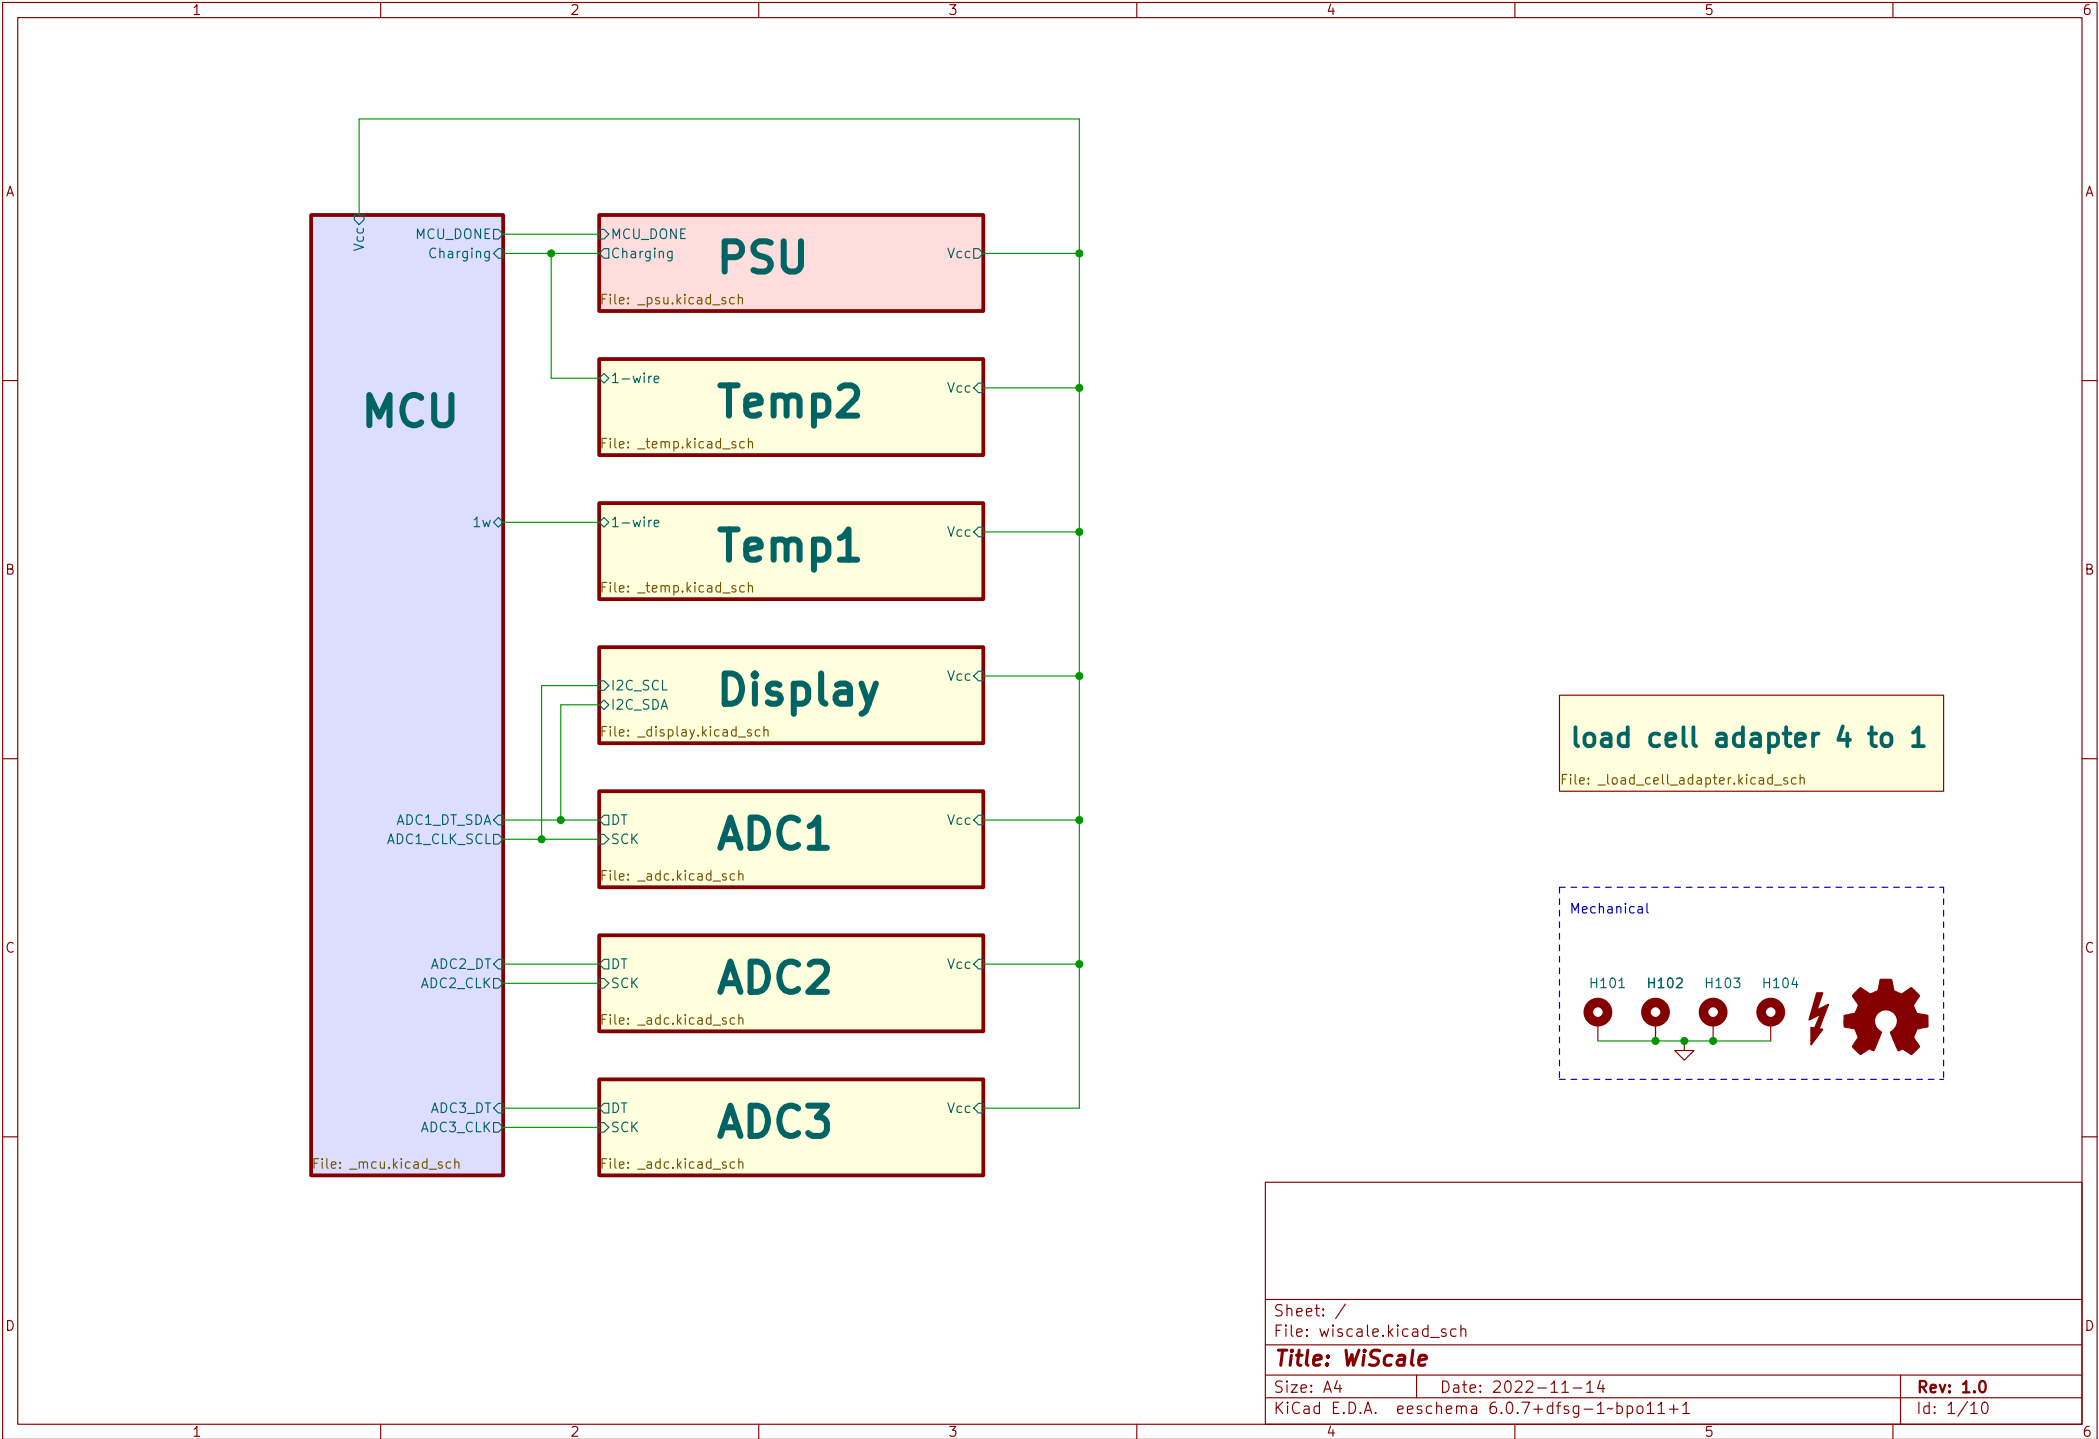 1 2 3 4 5 6
A A
Vcc
MCU_DONE
Charging
MCU
1w
ADC1_DT_SDA
ADC1_CLK_SCL
ADC2_DT
ADC2_CLK
ADC3_DT
ADC3_CLK
File: _mcu.kicad_sch
MCU_DONE
Charging
PSU
Vcc
File: _psu.kicad_sch
1-wire
Temp2
Vcc
File: _temp.kicad_sch
B B
1-wire
Temp1
Vcc
File: _temp.kicad_sch
I2C_SCL
I2C_SDA
Display
Vcc
File: _display.kicad_sch
DT
SCK
ADC1
Vcc
File: _adc.kicad_sch
C C
DT
SCK
ADC2
Vcc
File: _adc.kicad_sch
DT
SCK
ADC3
Vcc
File: _adc.kicad_sch
load cell adapter 4 to 1
File: _load_cell_adapter.kicad_sch
Mechanical
H101 H102 H103 H104
D D
Sheet: /
File: wiscale.kicad_sch
Title: WiScale
Size: A4 Date: 2022-11-14 Rev: 1.0
KiCad E.D.A. eeschema 6.0.7+dfsg-1~bpo11+1 Id: 1/10
1 2 3 4 5 6